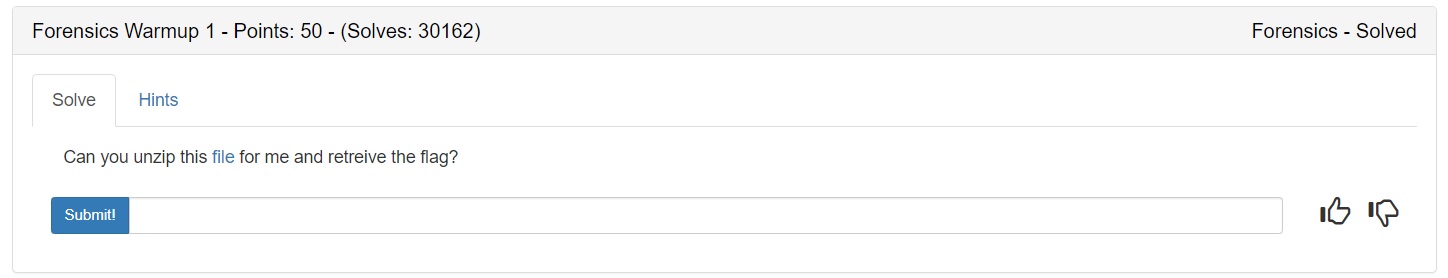 Forensics Warmup 1 - Points: 50 - (Solves: 30162) Forensics - Solved
Solve Hints
Can you unzip this file for me and retreive the flag?
Submit!